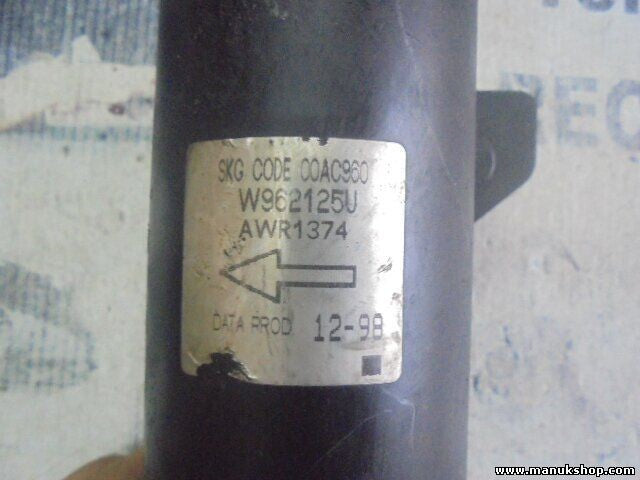 SKG CODE COAC960
W962125U
AWR1374
DATA PROD 12-98
www.manukshop.com